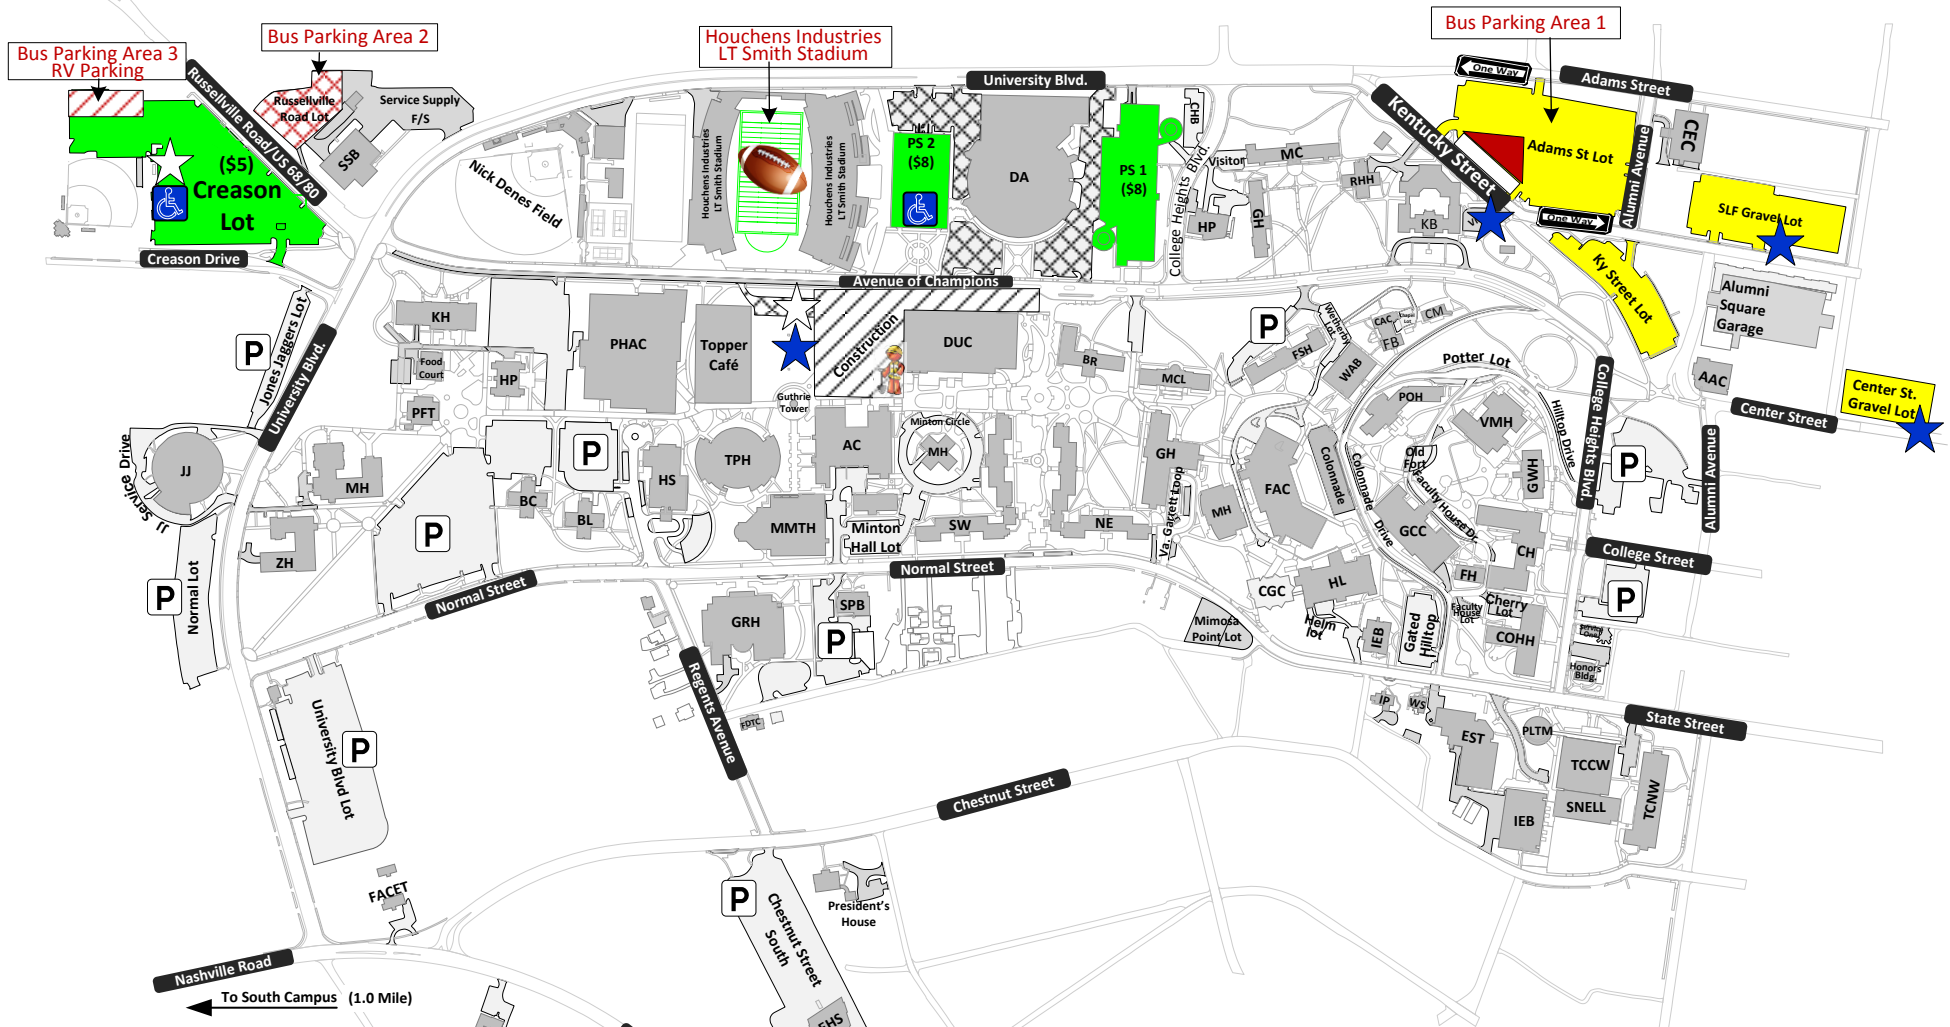 Bus Parking Area 3
RV Parking
Bus Parking Area 2
Houchens Industries
LT Smith Stadium
Bus Parking Area 1
Russellville Road/US 68/80
Russellville
Road Lot
Service Supply
F/S
SSB
University Blvd.
One Way
Adams Street
Kentucky Street
Adams St Lot
Alumni Avenue
CEC
($5)
Creason
Lot
Creason Drive
Nick Denes Field
Houchens Industries
LT Smith Stadium
Houchens Industries
LT Smith Stadium
PS 2
($8)
DA
PS 1
($8)
CHB
College Heights Blvd.
Visitor
MC
HP
GH
RHH
KB
One Way
SLF Gravel Lot
Ky Street Lot
Alumni
Square
Garage
Avenue of Champions
Jones Jaggers Lot
P
University Blvd.
KH
Food
Court
HP
PFT
PHAC
Topper
Café
Construction
DUC
Guthrie
Tower
BR
MCL
P
Wetherby
Lot
FSH
WAB
CAC
FB
Chapel
Lot
CM
Potter Lot
POH
VMH
Hilltop Drive
College Heights Blvd.
AAC
Center Street
Center St.
Gravel Lot
JJ Service Drive
JJ
MH
ZH
P
Normal Lot
P
BC
BL
P
HS
TPH
AC
Minton Circle
MH
MMTH
Minton
Hall Lot
SW
NE
GH
Va. Garrett Loop
MH
FAC
Colonnade
Colonnade
Drive
Old
Fort
Faculty House Dr.
GCC
GWH
CH
FH
P
Alumni Avenue
College Street
P
Normal Street
Normal Street
GRH
SPB
P
Regents Avenue
FDTC
Mimosa
Point Lot
CGC
HL
Helm
lot
IEB
Gated
Hilltop
Faculty
House
Lot
Cherry
Lot
COHH
Service
One
Honors
Bldg.
State Street
IP
WS
EST
PLTM
TCCW
SNELL
TCNW
IEB
University Blvd Lot
P
Chestnut Street
FACET
P
Chestnut Street
South
President's
House
EHS
Nashville Road
To South Campus (1.0 Mile)